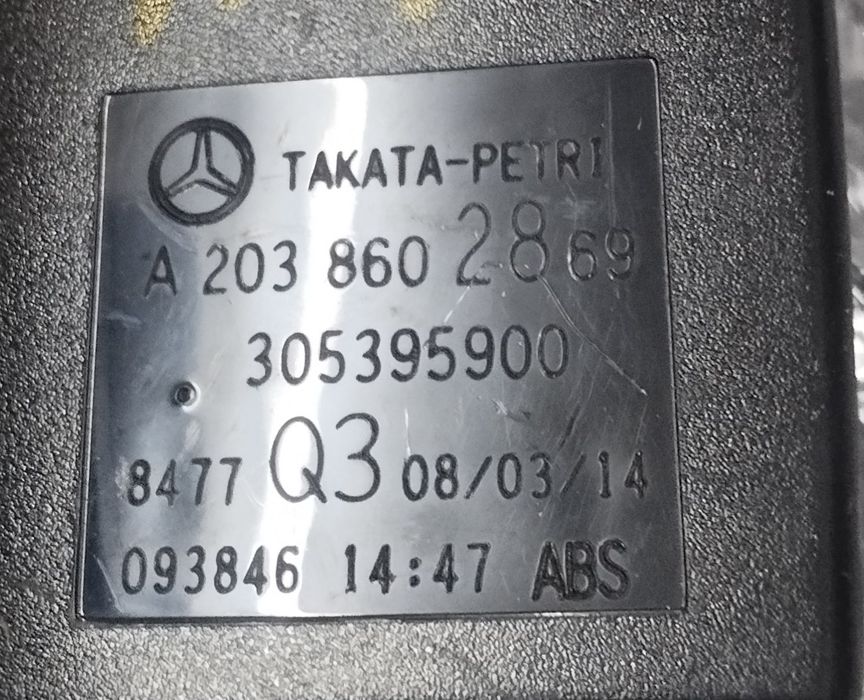 TAKATA-PETRI
A 203 860 28 69
305395900
8477 Q3 08/03/14
093846 14:47 ABS